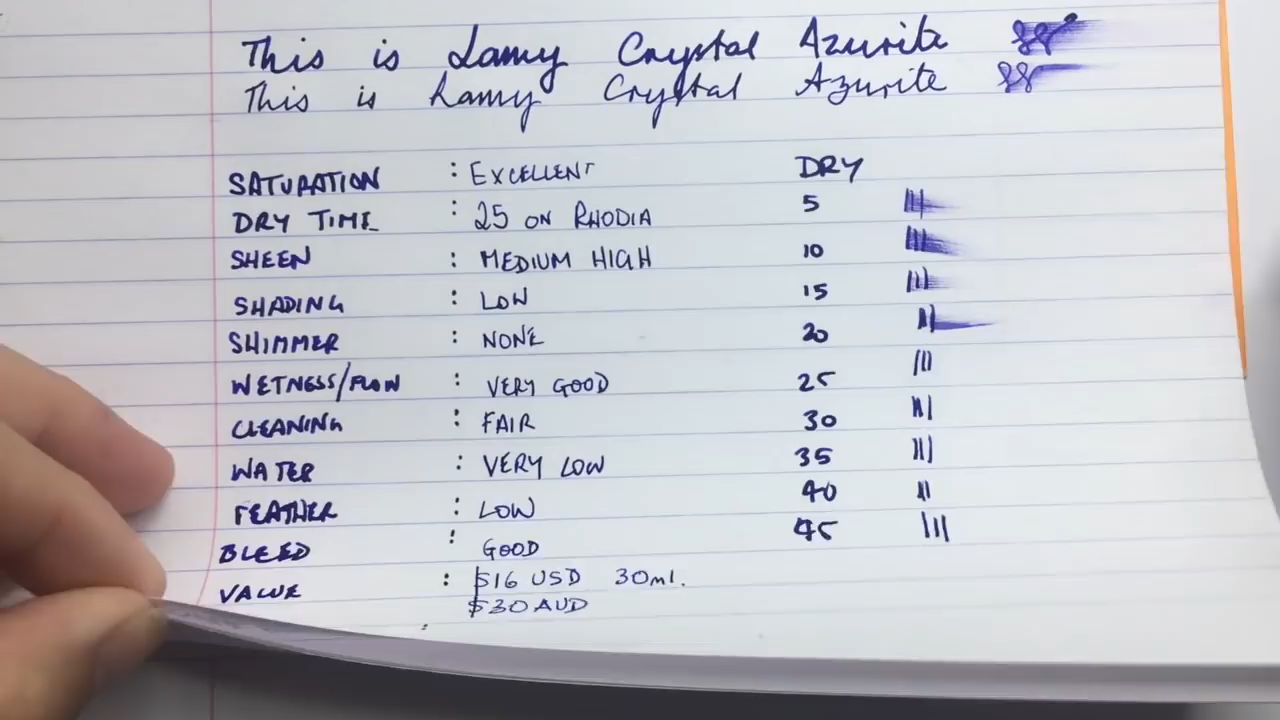 This is Lamy Crystal Azurite
This is Lamy Crystal Azurite
SATURATION : EXCELLENT DRY
DRY TIME : 25 ON RHODIA 5
SHEEN : MEDIUM HIGH 10
SHADING : LOW 15
SHIMMER : NONE 20
WETNESS/FLOW : VERY GOOD 25
CLEANING : FAIR 30
WATER : VERY LOW 35
FEATHER : LOW 40
BLEED : GOOD 45
VALUE : $16 USD 30ml.
$30 AUD